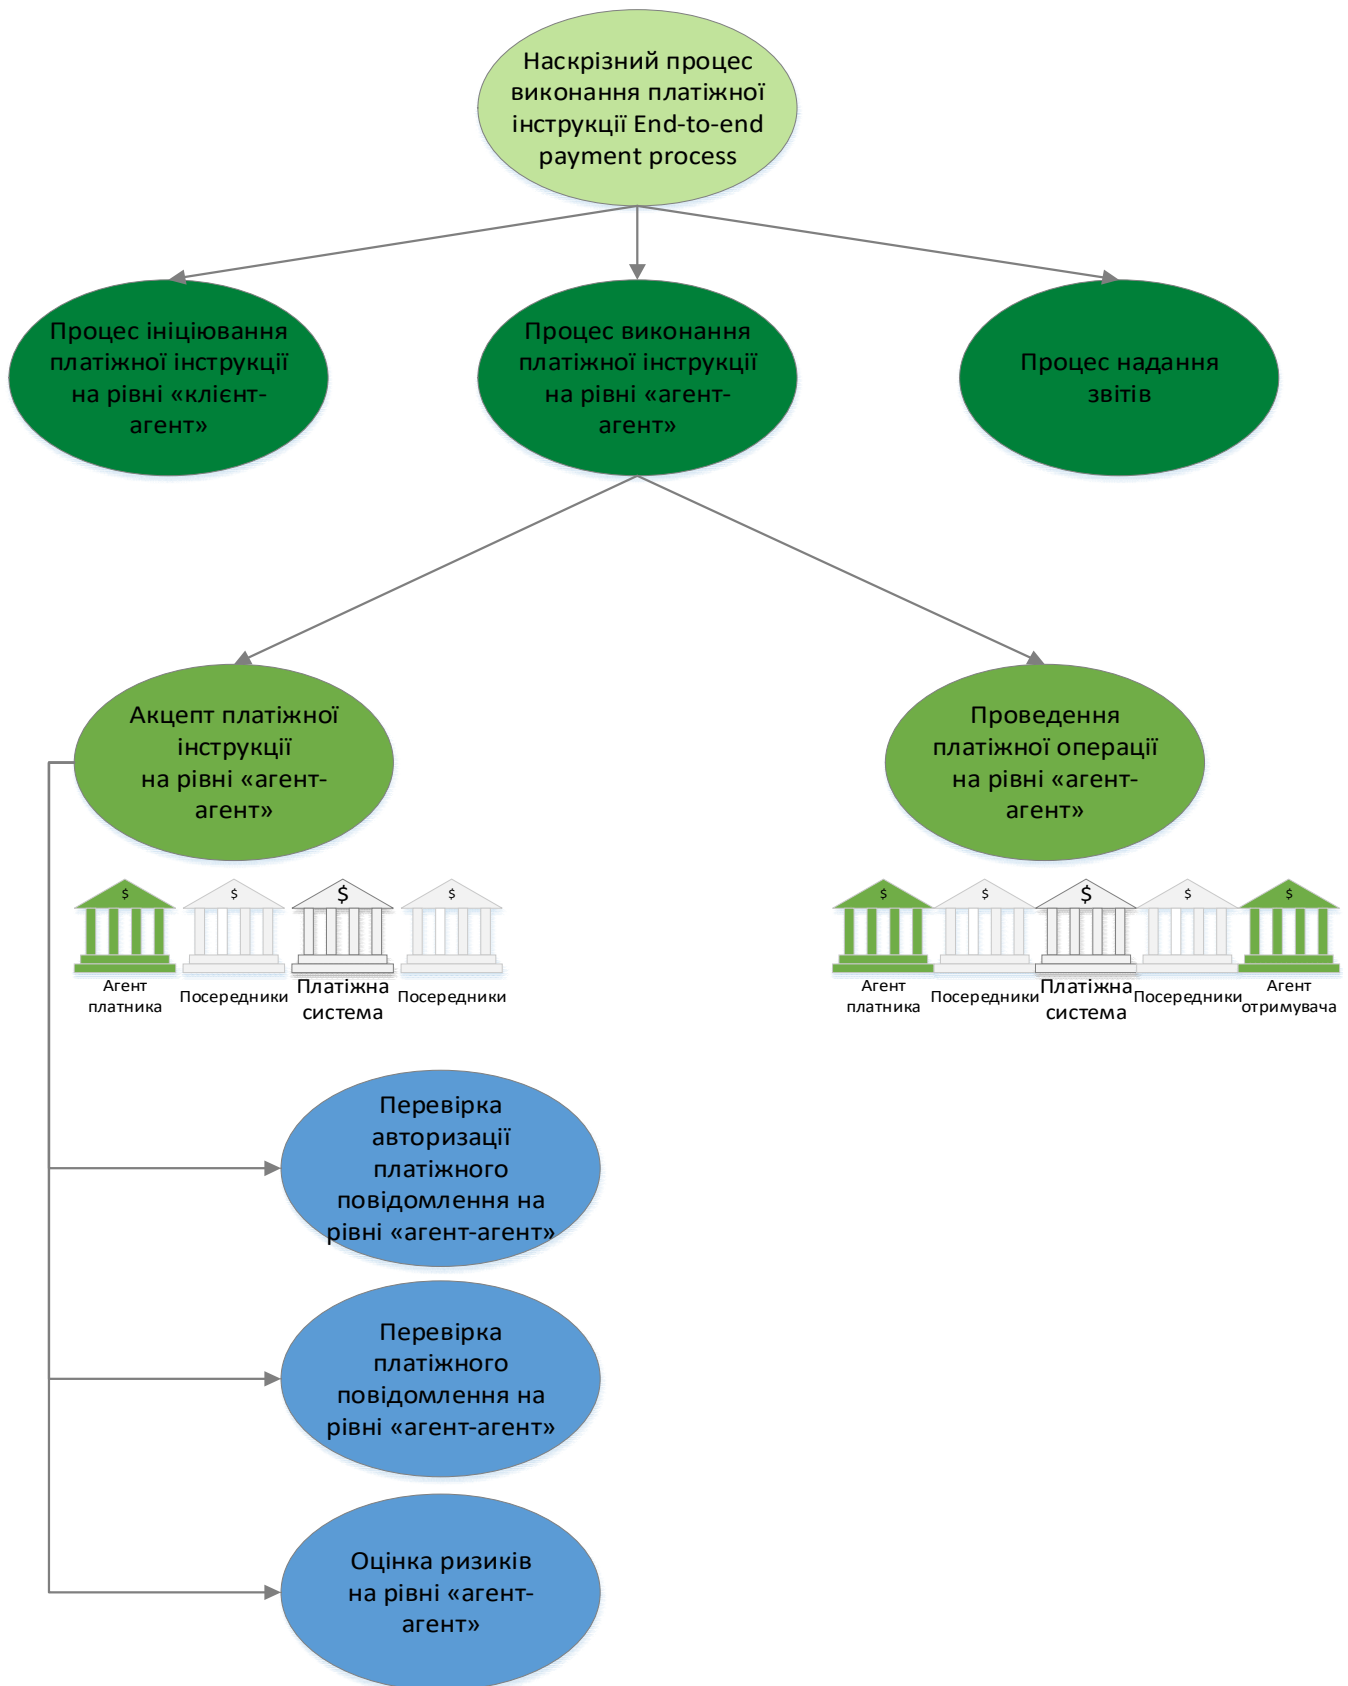 Наскрізний процес
виконання платіжної
інструкції End-to-end
payment process
Процес ініціювання
платіжної інструкції
на рівні «клієнт-
агент»
Процес виконання
платіжної інструкції
на рівні «агент-
агент»
Процес надання
звітів
Акцепт платіжної
інструкції
на рівні «агент-
агент»
Проведення
платіжної операції
на рівні «агент-
агент»
$
$
$
$
$
$
$
$
$
Агент
платника
Посередники
Платіжна
система
Посередники
Агент
платника
Посередники
Платіжна
система
Посередники
Агент
отримувача
Перевірка
авторизації
платіжного
повідомлення на
рівні «агент-агент»
Перевірка
платіжного
повідомлення на
рівні «агент-агент»
Оцінка ризиків
на рівні «агент-
агент»